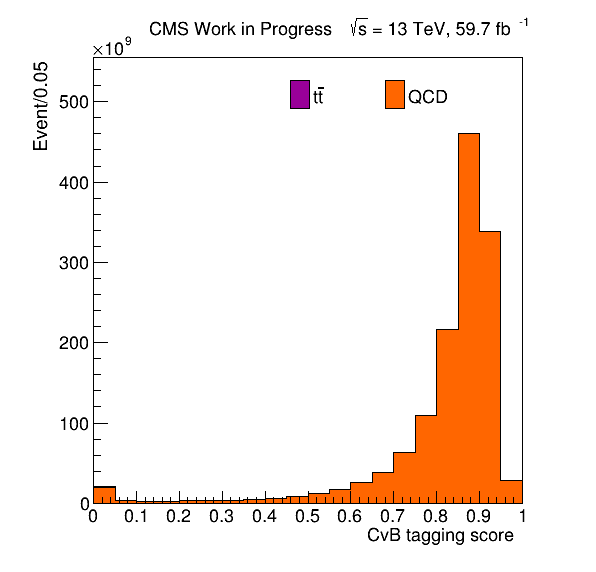 CMS Work in Progress √s = 13 TeV, 59.7 fb⁻¹
×10⁹
tt̄
QCD
Event/0.05
500
400
300
200
100
0
0 0.1 0.2 0.3 0.4 0.5 0.6 0.7 0.8 0.9 1
CvB tagging score